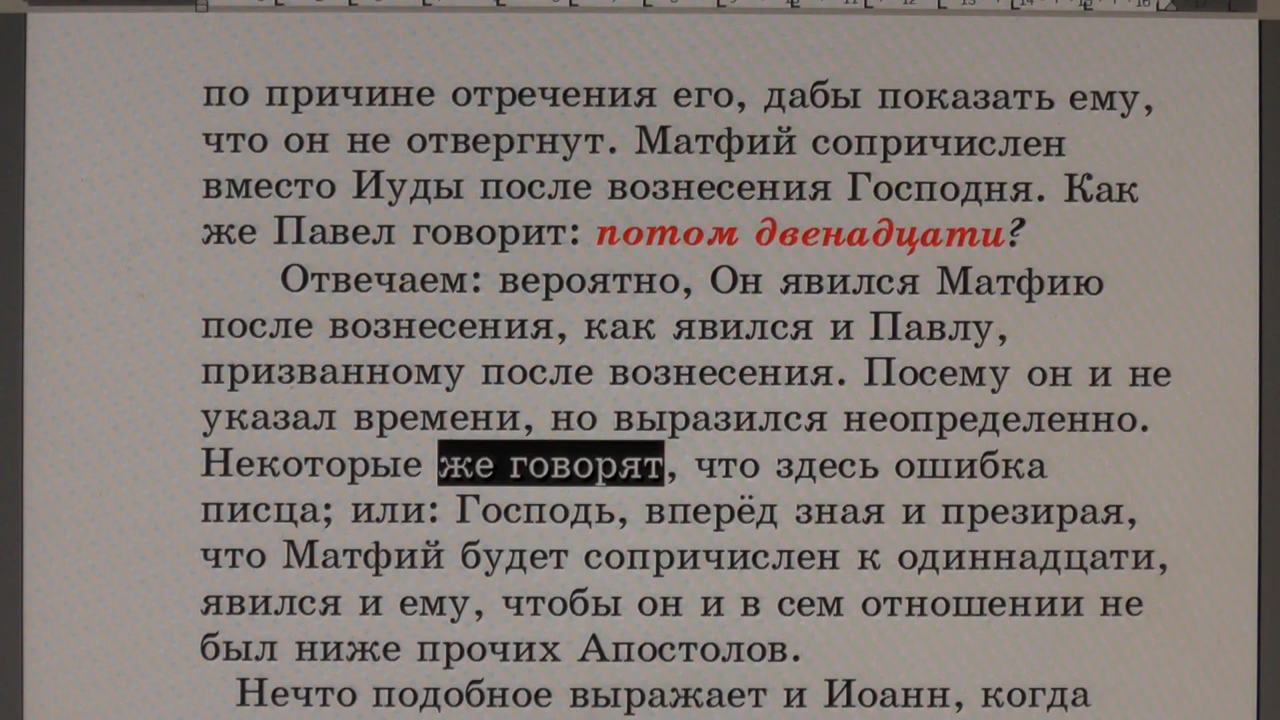 по причине отречения его, дабы показать ему,
что он не отвергнут. Матфий сопричислен
вместо Иуды после вознесения Господня. Как
же Павел говорит: потом двенадцати?
Отвечаем: вероятно, Он явился Матфию
после вознесения, как явился и Павлу,
призванному после вознесения. Посему он и не
указал времени, но выразился неопределенно.
Некоторые же говорят, что здесь ошибка
писца; или: Господь, вперёд зная и презирая,
что Матфий будет сопричислен к одиннадцати,
явился и ему, чтобы он и в сем отношении не
был ниже прочих Апостолов.
Нечто подобное выражает и Иоанн, когда